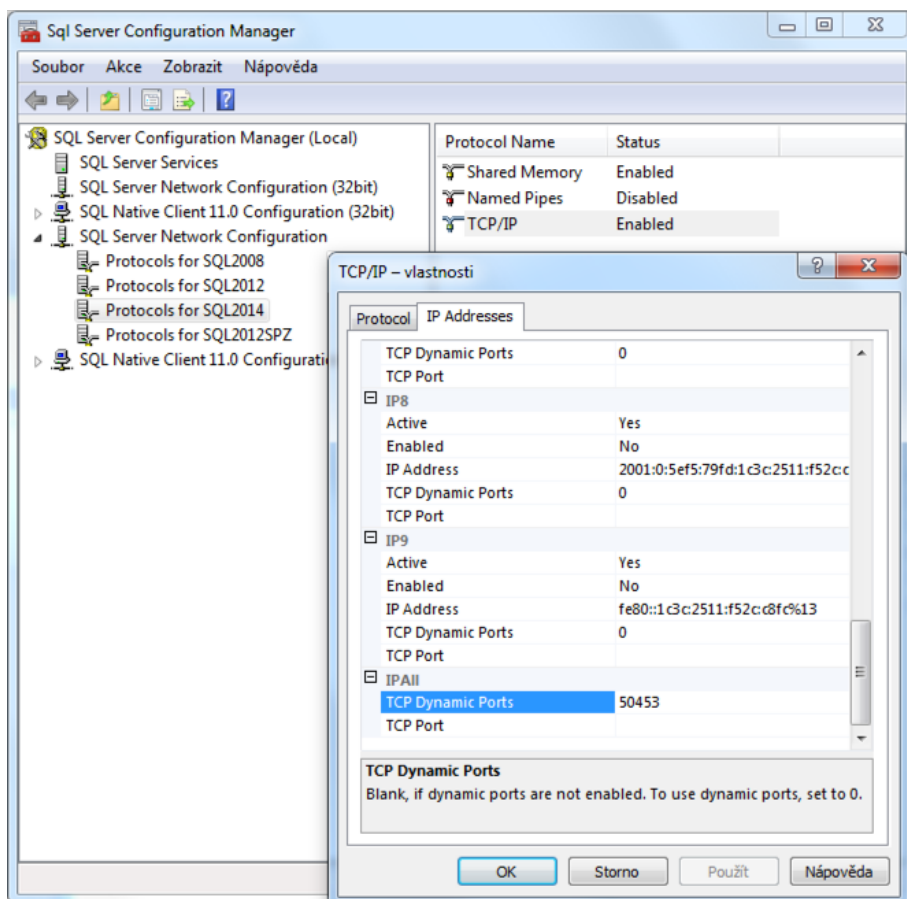 Sql Server Configuration Manager
Soubor Akce Zobrazit Nápověda
SQL Server Configuration Manager (Local)
SQL Server Services
SQL Server Network Configuration (32bit)
SQL Native Client 11.0 Configuration (32bit)
SQL Server Network Configuration
Protocols for SQL2008
Protocols for SQL2012
Protocols for SQL2014
Protocols for SQL2012SPZ
SQL Native Client 11.0 Configurati
Protocol Name Status
Shared Memory Enabled
Named Pipes Disabled
TCP/IP Enabled
TCP/IP – vlastnosti
Protocol IP Addresses
TCP Dynamic Ports 0
TCP Port
IP8
Active Yes
Enabled No
IP Address 2001:0:5ef5:79fd:1c3c:2511:f52c:c
TCP Dynamic Ports 0
TCP Port
IP9
Active Yes
Enabled No
IP Address fe80::1c3c:2511:f52c:c8fc%13
TCP Dynamic Ports 0
TCP Port
IPAll
TCP Dynamic Ports 50453
TCP Port
TCP Dynamic Ports
Blank, if dynamic ports are not enabled. To use dynamic ports, set to 0.
OK Storno Použít Nápověda